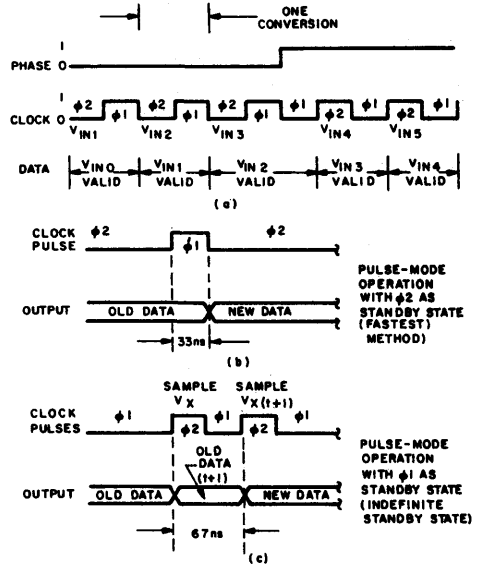 ONE
CONVERSION
1
PHASE 0
1
CLOCK 0
ϕ2 ϕ1 ϕ2 ϕ1 ϕ2 ϕ1 ϕ1 ϕ2 ϕ1 ϕ2 ϕ1
VIN1 VIN2 VIN3 VIN4 VIN5
DATA
VIN0 VALID
VIN1 VALID
VIN2 VALID
VIN3 VALID
VIN4 VALID
(a)
CLOCK
PULSE
ϕ2 ϕ1 ϕ2
OUTPUT
OLD DATA NEW DATA
33ns
(b)
PULSE-MODE
OPERATION
WITH ϕ2 AS
STANDBY STATE
(FASTEST)
METHOD)
SAMPLE
VX
SAMPLE
VX(t+1)
CLOCK
PULSES
ϕ1 ϕ2 ϕ1 ϕ2 ϕ1
OLD
DATA
(t+1)
OUTPUT
OLD DATA NEW DATA
67ns
(c)
PULSE-MODE
OPERATION
WITH ϕ1 AS
STANDBY STATE
(INDEFINITE
STANDBY STATE)